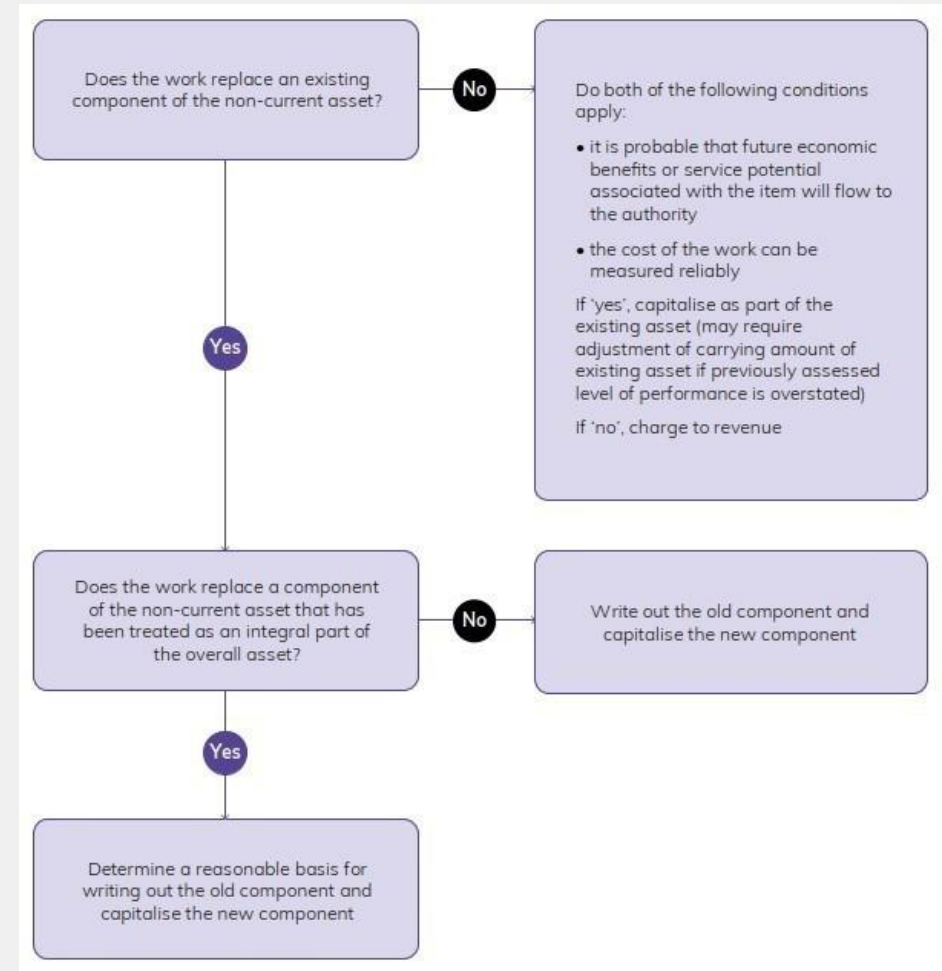 Does the work replace an existing
component of the non-current asset?
No
Do both of the following conditions
apply:
• it is probable that future economic
benefits or service potential
associated with the item will flow to
the authority
• the cost of the work can be
measured reliably
If ‘yes’, capitalise as part of the
existing asset (may require
adjustment of carrying amount of
existing asset if previously assessed
level of performance is overstated)
If ‘no’, charge to revenue
Yes
Does the work replace a component
of the non-current asset that has
been treated as an integral part of
the overall asset?
No
Write out the old component and
capitalise the new component
Yes
Determine a reasonable basis for
writing out the old component and
capitalise the new component